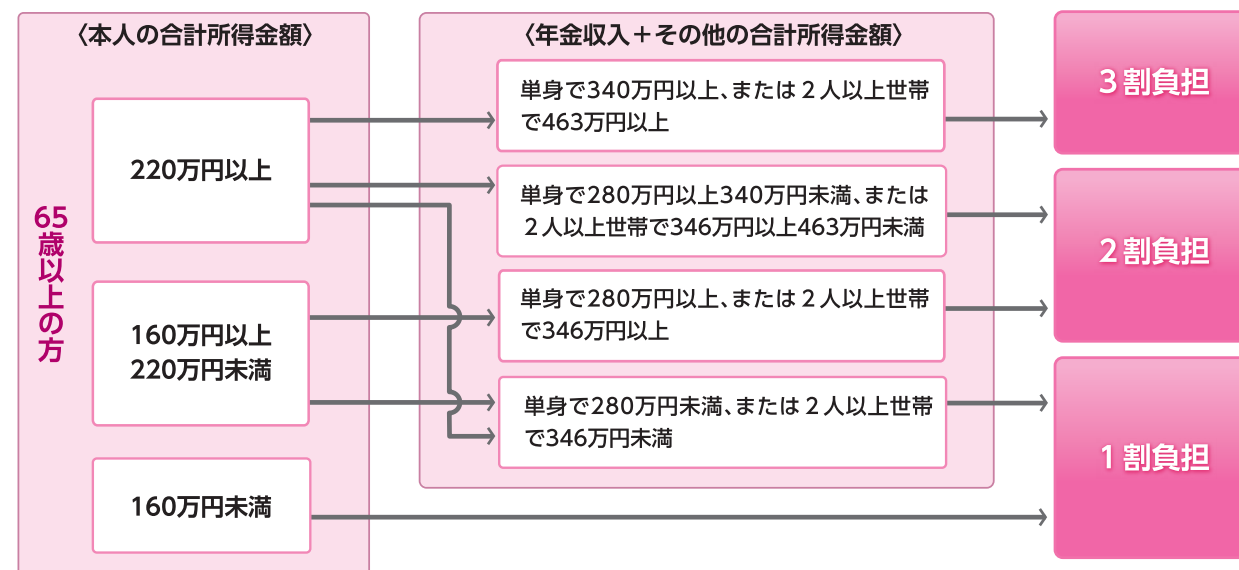 〈本人の合計所得金額〉
〈年金収入＋その他の合計所得金額〉
65歳以上の方
220万円以上
160万円以上
220万円未満
160万円未満
単身で340万円以上、または２人以上世帯
で463万円以上
単身で280万円以上340万円未満、または
２人以上世帯で346万円以上463万円未満
単身で280万円以上、または２人以上世帯
で346万円以上
単身で280万円未満、または２人以上世帯
で346万円未満
３割負担
２割負担
１割負担